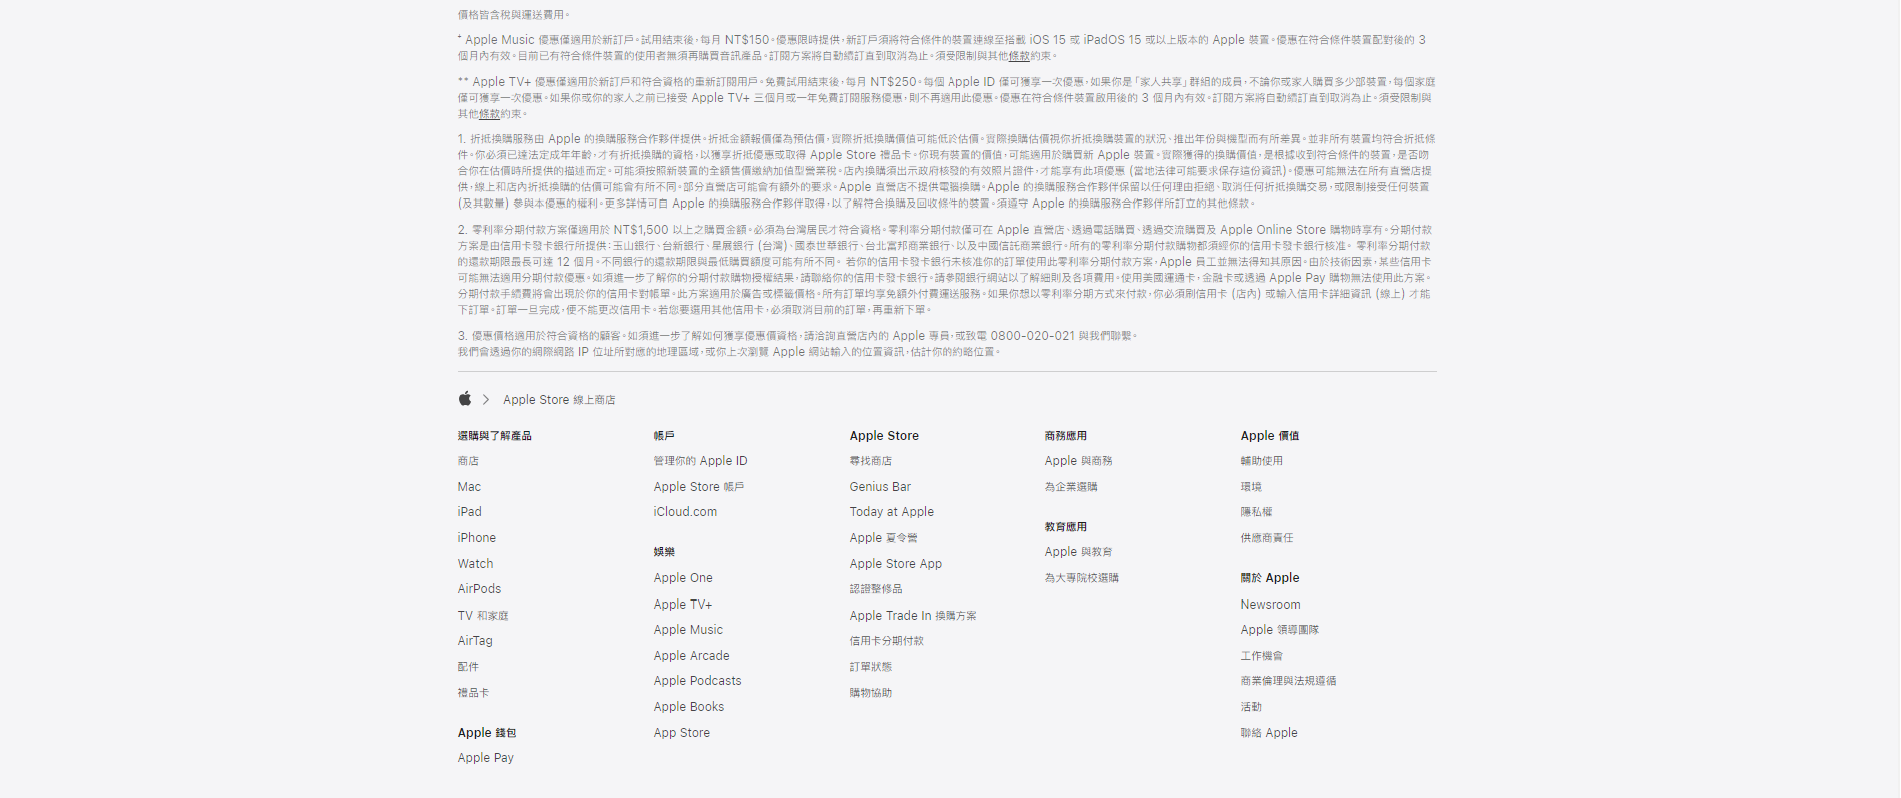 價格皆含稅與運送費用。
⁺ Apple Music 優惠僅適用於新訂戶。試用結束後，每月 NT$150。優惠限時提供，新訂戶須將符合條件的裝置連線至搭載 iOS 15 或 iPadOS 15 或以上版本的 Apple 裝置。優惠在符合條件裝置配對後的 3
個月內有效。目前已有符合條件裝置的使用者無須再購買音訊產品。訂閱方案將自動續訂直到取消為止。須受限制與其他條款約束。
** Apple TV+ 優惠僅適用於新訂戶和符合資格的重新訂閱用戶。免費試用結束後，每月 NT$250。每個 Apple ID 僅可獲享一次優惠，如果你是「家人共享」群組的成員，不論你或家人購買多少部裝置，每個家庭
僅可獲享一次優惠。如果你或你的家人之前已接受 Apple TV+ 三個月或一年免費訂閱服務優惠，則不再適用此優惠。優惠在符合條件裝置啟用後的 3 個月內有效。訂閱方案將自動續訂直到取消為止。須受限制與
其他條款約束。
1. 折抵換購服務由 Apple 的換購服務合作夥伴提供。折抵金額報價僅為預估價，實際折抵換購價值可能低於估價。實際換購估價視你折抵換購裝置的狀況、推出年份與機型而有所差異。並非所有裝置均符合折抵條
件。你必須已達法定成年年齡，才有折抵換購的資格，以獲享折抵優惠或取得 Apple Store 禮品卡。你現有裝置的價值，可能適用於購買新 Apple 裝置。實際獲得的換購價值，是根據收到符合條件的裝置，是否吻
合你在估價時所提供的描述而定。可能須按照新裝置的全額售價繳納加值型營業稅。店內換購須出示政府核發的有效照片證件，才能享有此項優惠 (當地法律可能要求保存這份資訊)。優惠可能無法在所有直營店提
供，線上和店內折抵換購的估價可能會有所不同。部分直營店可能會有額外的要求。Apple 直營店不提供電腦換購。Apple 的換購服務合作夥伴保留以任何理由拒絕、取消任何折抵換購交易，或限制接受任何裝置
(及其數量) 參與本優惠的權利。更多詳情可自 Apple 的換購服務合作夥伴取得，以了解符合換購及回收條件的裝置。須遵守 Apple 的換購服務合作夥伴所訂立的其他條款。
2. 零利率分期付款方案僅適用於 NT$1,500 以上之購買金額。必須為台灣居民才符合資格。零利率分期付款僅可在 Apple 直營店、透過電話購買、透過交流購買及 Apple Online Store 購物時享有。分期付款
方案是由信用卡發卡銀行所提供：玉山銀行、台新銀行、星展銀行 (台灣)、國泰世華銀行、台北富邦商業銀行、以及中國信託商業銀行。所有的零利率分期付款購物都須經你的信用卡發卡銀行核准。 零利率分期付款
的還款期限最長可達 12 個月。不同銀行的還款期限與最低購買額度可能有所不同。 若你的信用卡發卡銀行未核准你的訂單使用此零利率分期付款方案，Apple 員工並無法得知其原因。由於技術因素，某些信用卡
可能無法適用分期付款優惠。如須進一步了解你的分期付款購物授權結果，請聯絡你的信用卡發卡銀行。請參閱銀行網站以了解細則及各項費用。使用美國運通卡，金融卡或透過 Apple Pay 購物無法使用此方案。
分期付款手續費將會出現於你的信用卡對帳單。此方案適用於廣告或標籤價格。所有訂單均享免額外付費運送服務。如果你想以零利率分期方式來付款，你必須刷信用卡 (店內) 或輸入信用卡詳細資訊 (線上) 才能
下訂單。訂單一旦完成，便不能更改信用卡。若您要選用其他信用卡，必須取消目前的訂單，再重新下單。
3. 優惠價格適用於符合資格的顧客。如須進一步了解如何獲享優惠價資格，請洽詢直營店內的 Apple 專員，或致電 0800-020-021 與我們聯繫。
我們會透過你的網際網路 IP 位址所對應的地理區域，或你上次瀏覽 Apple 網站輸入的位置資訊，估計你的約略位置。
Apple Store 線上商店
選購與了解產品
商店
Mac
iPad
iPhone
Watch
AirPods
TV 和家庭
AirTag
配件
禮品卡
Apple 錢包
Apple Pay
帳戶
管理你的 Apple ID
Apple Store 帳戶
iCloud.com
娛樂
Apple One
Apple TV+
Apple Music
Apple Arcade
Apple Podcasts
Apple Books
App Store
Apple Store
尋找商店
Genius Bar
Today at Apple
Apple 夏令營
Apple Store App
認證整修品
Apple Trade In 換購方案
信用卡分期付款
訂單狀態
購物協助
商務應用
Apple 與商務
為企業選購
教育應用
Apple 與教育
為大專院校選購
Apple 價值
輔助使用
環境
隱私權
供應商責任
關於 Apple
Newsroom
Apple 領導團隊
工作機會
商業倫理與法規遵循
活動
聯絡 Apple